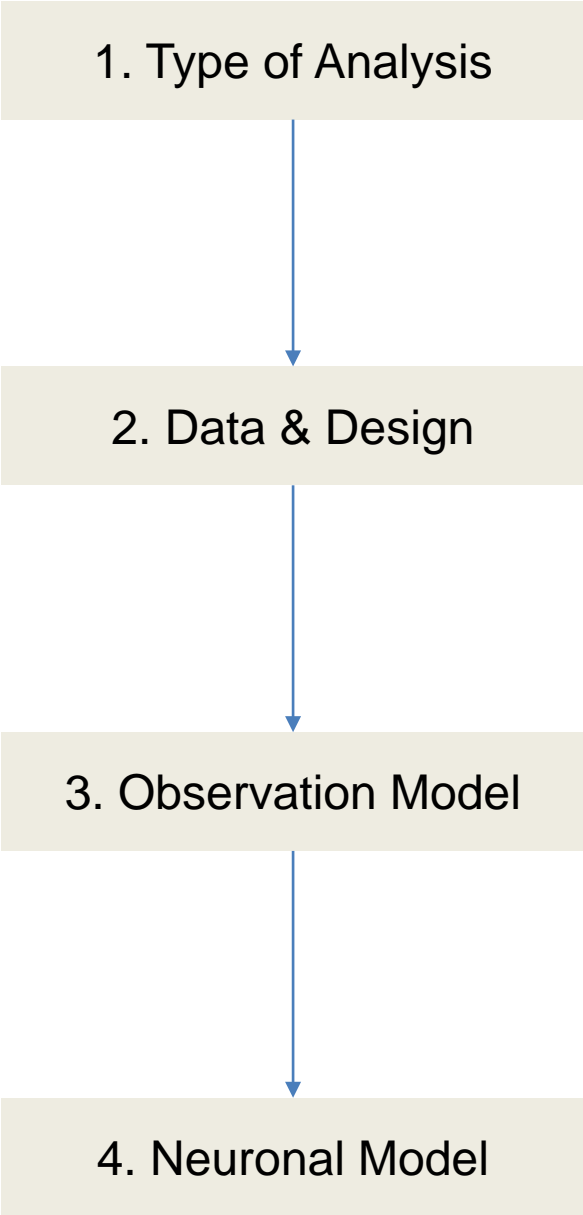 1. Type of Analysis
2. Data & Design
3. Observation Model
4. Neuronal Model